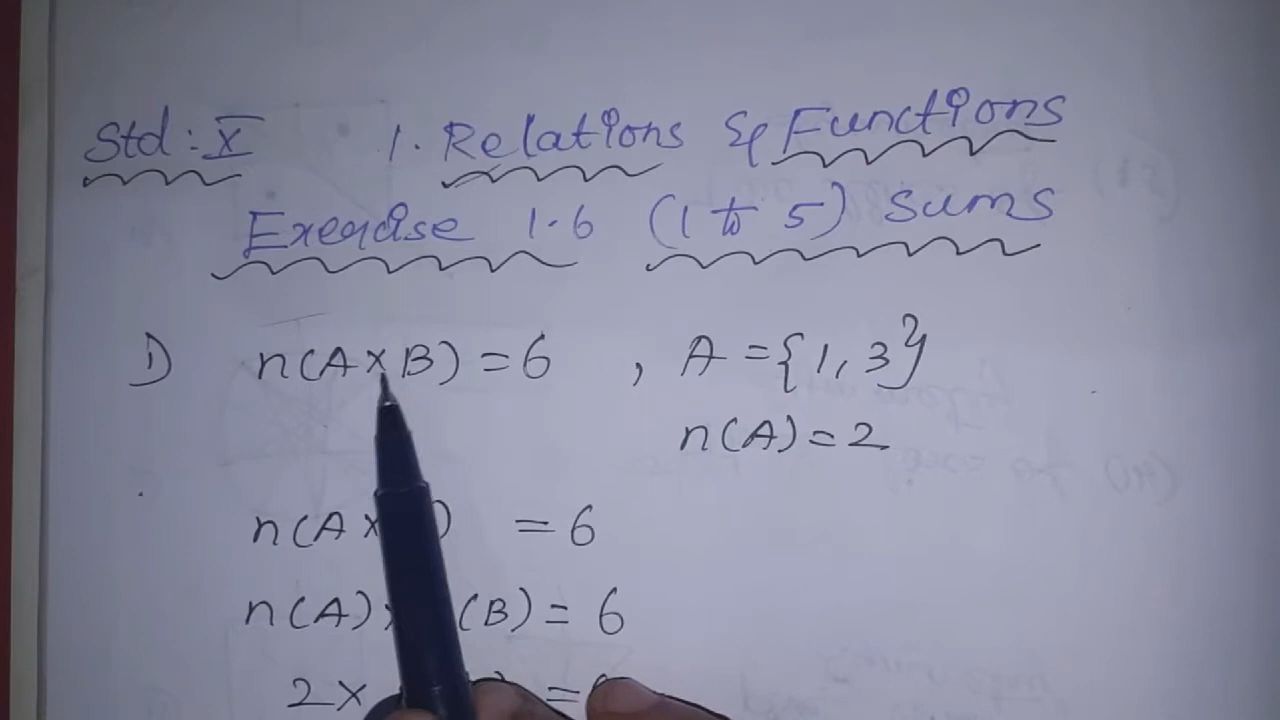 Std : X 1. Relations & Functions
Exercise 1.6 (1 to 5) sums
1) n(A×B) = 6 , A = {1, 3}
n(A) = 2
n(A× ) = 6
n(A) (B) = 6
2× =